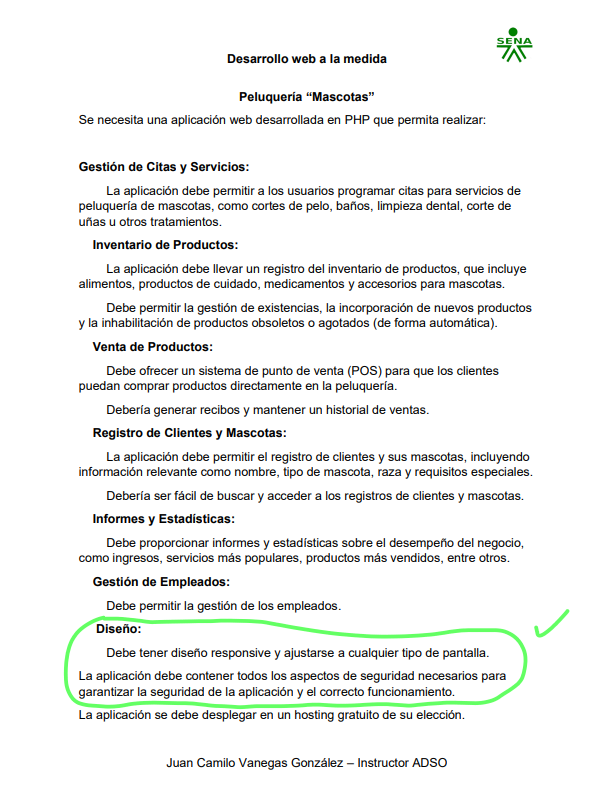 SENA
Desarrollo web a la medida
Peluquería “Mascotas”
Se necesita una aplicación web desarrollada en PHP que permita realizar:
Gestión de Citas y Servicios:
La aplicación debe permitir a los usuarios programar citas para servicios de
peluquería de mascotas, como cortes de pelo, baños, limpieza dental, corte de
uñas u otros tratamientos.
Inventario de Productos:
La aplicación debe llevar un registro del inventario de productos, que incluye
alimentos, productos de cuidado, medicamentos y accesorios para mascotas.
Debe permitir la gestión de existencias, la incorporación de nuevos productos
y la inhabilitación de productos obsoletos o agotados (de forma automática).
Venta de Productos:
Debe ofrecer un sistema de punto de venta (POS) para que los clientes
puedan comprar productos directamente en la peluquería.
Debería generar recibos y mantener un historial de ventas.
Registro de Clientes y Mascotas:
La aplicación debe permitir el registro de clientes y sus mascotas, incluyendo
información relevante como nombre, tipo de mascota, raza y requisitos especiales.
Debería ser fácil de buscar y acceder a los registros de clientes y mascotas.
Informes y Estadísticas:
Debe proporcionar informes y estadísticas sobre el desempeño del negocio,
como ingresos, servicios más populares, productos más vendidos, entre otros.
Gestión de Empleados:
Debe permitir la gestión de los empleados.
Diseño:
Debe tener diseño responsive y ajustarse a cualquier tipo de pantalla.
La aplicación debe contener todos los aspectos de seguridad necesarios para
garantizar la seguridad de la aplicación y el correcto funcionamiento.
La aplicación se debe desplegar en un hosting gratuito de su elección.
Juan Camilo Vanegas González – Instructor ADSO